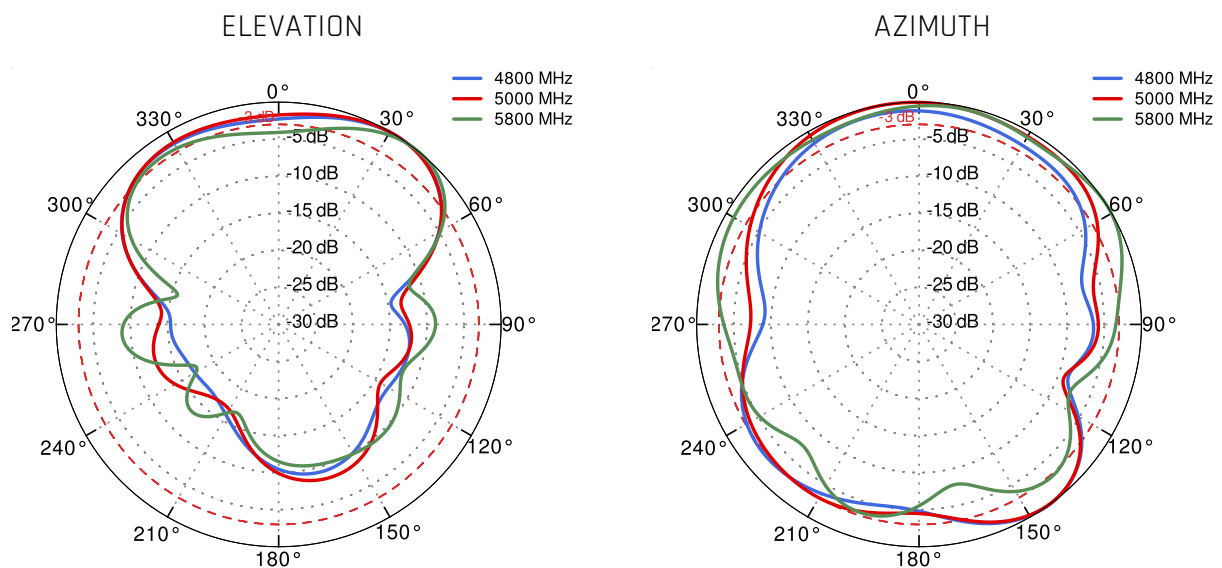 ELEVATION
4800 MHz
5000 MHz
5800 MHz
0°
330°
30°
-3 dB
-5 dB
-10 dB
300°
60°
-15 dB
-20 dB
-25 dB
270°
-30 dB
90°
240°
120°
210°
150°
180°
AZIMUTH
4800 MHz
5000 MHz
5800 MHz
0°
330°
30°
-3 dB
-5 dB
-10 dB
300°
60°
-15 dB
-20 dB
-25 dB
270°
-30 dB
90°
240°
120°
210°
150°
180°